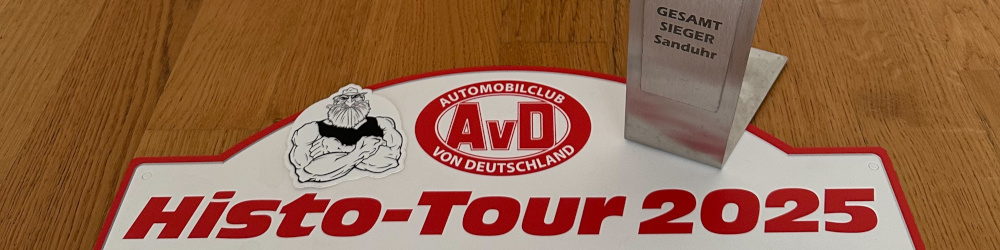 GESAMT
SIEGER
Sanduhr
AUTOMOBILCLUB
AvD
VON DEUTSCHLAND
Histo-Tour 2025